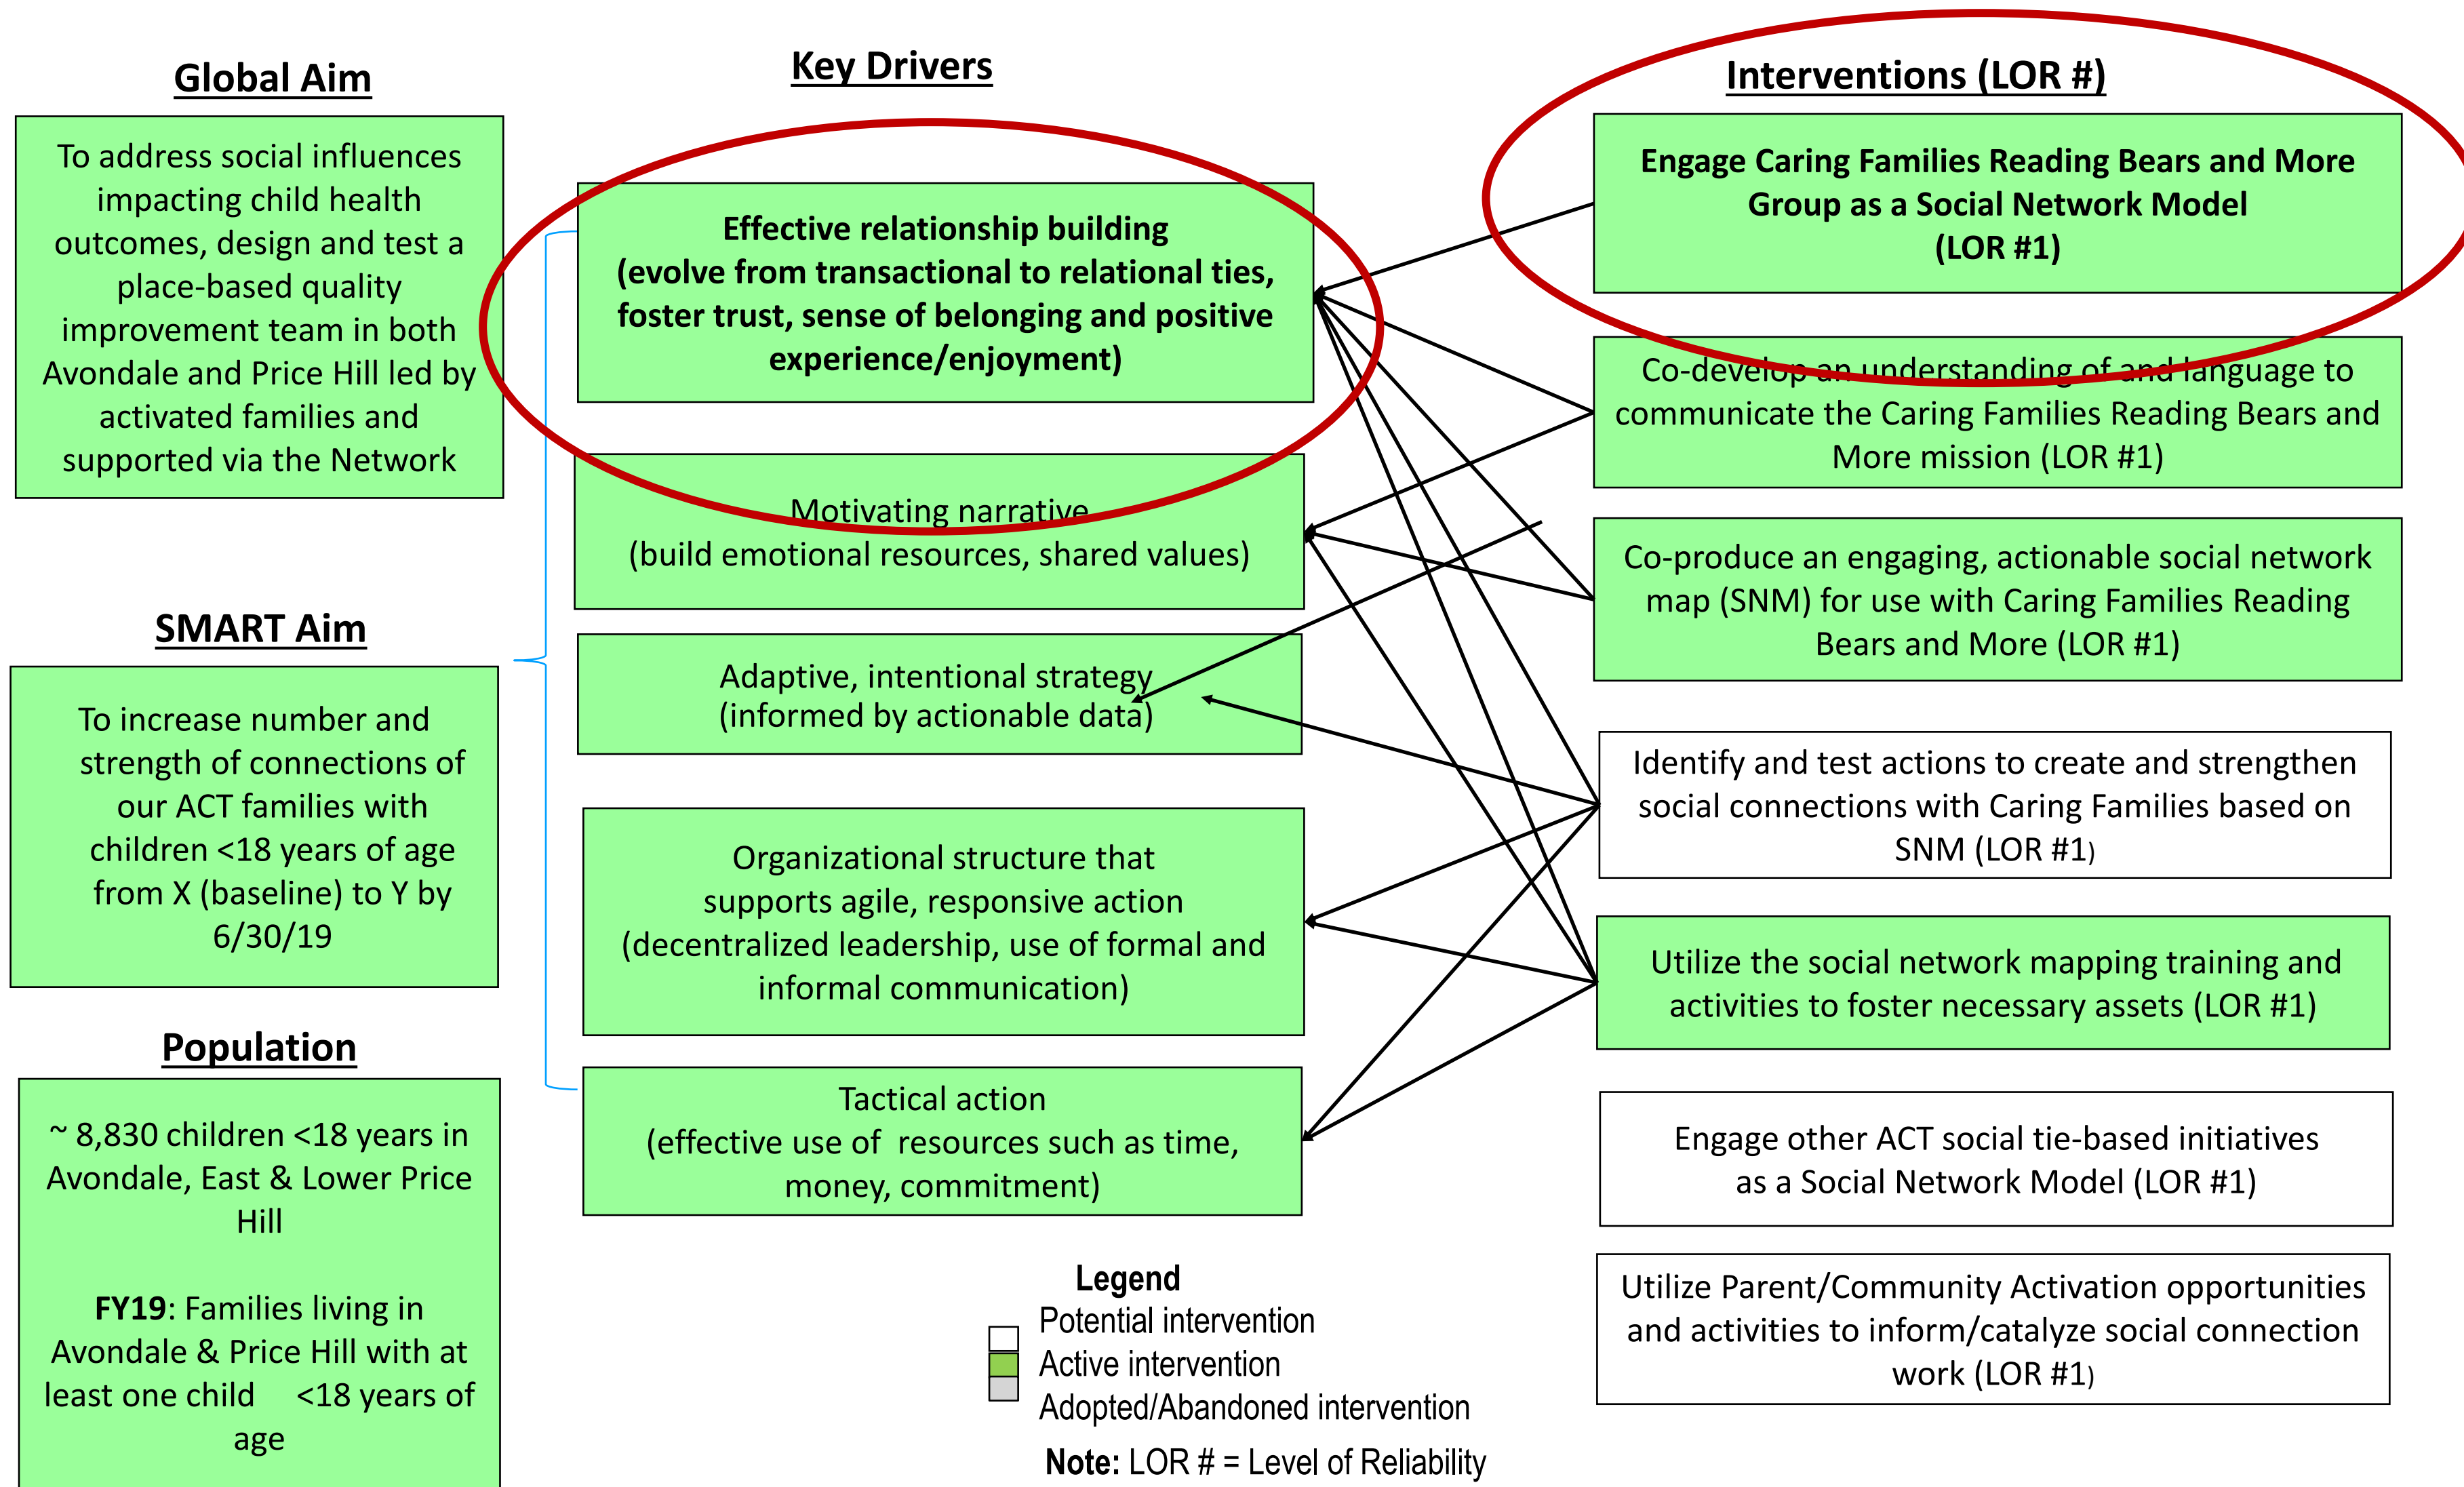 Global Aim
To address social influences
impacting child health
outcomes, design and test a
place-based quality
improvement team in both
Avondale and Price Hill led by
activated families and
supported via the Network
SMART Aim
To increase number and
strength of connections of
our ACT families with
children <18 years of age
from X (baseline) to Y by
6/30/19
Population
~ 8,830 children <18 years in
Avondale, East & Lower Price
Hill
FY19: Families living in
Avondale & Price Hill with at
least one child <18 years of
age
Key Drivers
Effective relationship building
(evolve from transactional to relational ties,
foster trust, sense of belonging and positive
experience/enjoyment)
Motivating narrative
(build emotional resources, shared values)
Adaptive, intentional strategy
(informed by actionable data)
Organizational structure that
supports agile, responsive action
(decentralized leadership, use of formal and
informal communication)
Tactical action
(effective use of resources such as time,
money, commitment)
Legend
Potential intervention
Active intervention
Adopted/Abandoned intervention
Note: LOR # = Level of Reliability
Interventions (LOR #)
Engage Caring Families Reading Bears and More
Group as a Social Network Model
(LOR #1)
Co-develop an understanding of and language to
communicate the Caring Families Reading Bears and
More mission (LOR #1)
Co-produce an engaging, actionable social network
map (SNM) for use with Caring Families Reading
Bears and More (LOR #1)
Identify and test actions to create and strengthen
social connections with Caring Families based on
SNM (LOR #1)
Utilize the social network mapping training and
activities to foster necessary assets (LOR #1)
Engage other ACT social tie-based initiatives
as a Social Network Model (LOR #1)
Utilize Parent/Community Activation opportunities
and activities to inform/catalyze social connection
work (LOR #1)